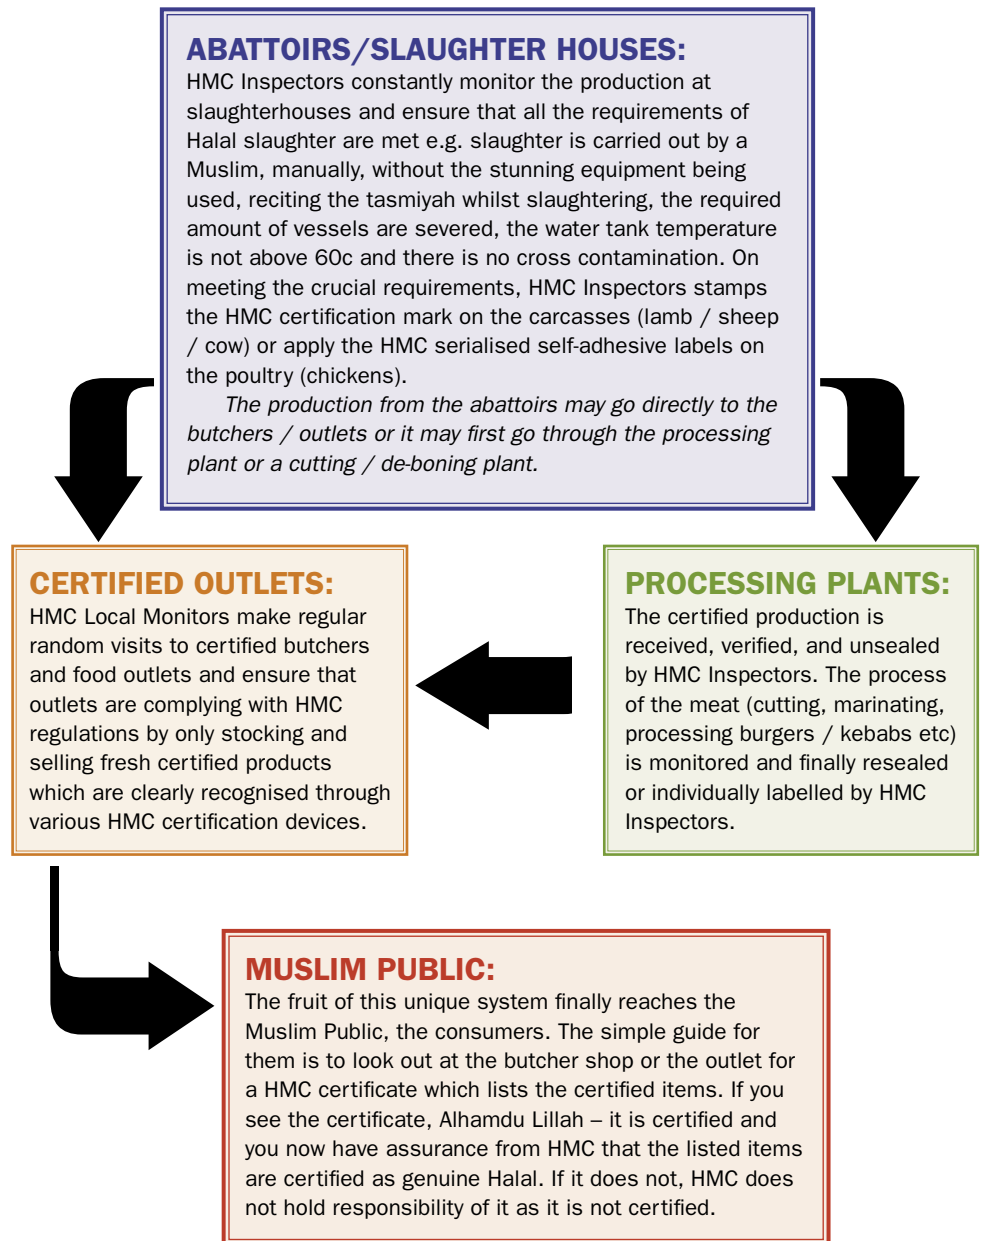 ABATTOIRS/SLAUGHTER HOUSES:
HMC Inspectors constantly monitor the production at
slaughterhouses and ensure that all the requirements of
Halal slaughter are met e.g. slaughter is carried out by a
Muslim, manually, without the stunning equipment being
used, reciting the tasmiyah whilst slaughtering, the required
amount of vessels are severed, the water tank temperature
is not above 60c and there is no cross contamination. On
meeting the crucial requirements, HMC Inspectors stamps
the HMC certification mark on the carcasses (lamb / sheep
/ cow) or apply the HMC serialised self-adhesive labels on
the poultry (chickens).
The production from the abattoirs may go directly to the
butchers / outlets or it may first go through the processing
plant or a cutting / de-boning plant.
CERTIFIED OUTLETS:
HMC Local Monitors make regular
random visits to certified butchers
and food outlets and ensure that
outlets are complying with HMC
regulations by only stocking and
selling fresh certified products
which are clearly recognised through
various HMC certification devices.
PROCESSING PLANTS:
The certified production is
received, verified, and unsealed
by HMC Inspectors. The process
of the meat (cutting, marinating,
processing burgers / kebabs etc)
is monitored and finally resealed
or individually labelled by HMC
Inspectors.
MUSLIM PUBLIC:
The fruit of this unique system finally reaches the
Muslim Public, the consumers. The simple guide for
them is to look out at the butcher shop or the outlet for
a HMC certificate which lists the certified items. If you
see the certificate, Alhamdu Lillah – it is certified and
you now have assurance from HMC that the listed items
are certified as genuine Halal. If it does not, HMC does
not hold responsibility of it as it is not certified.